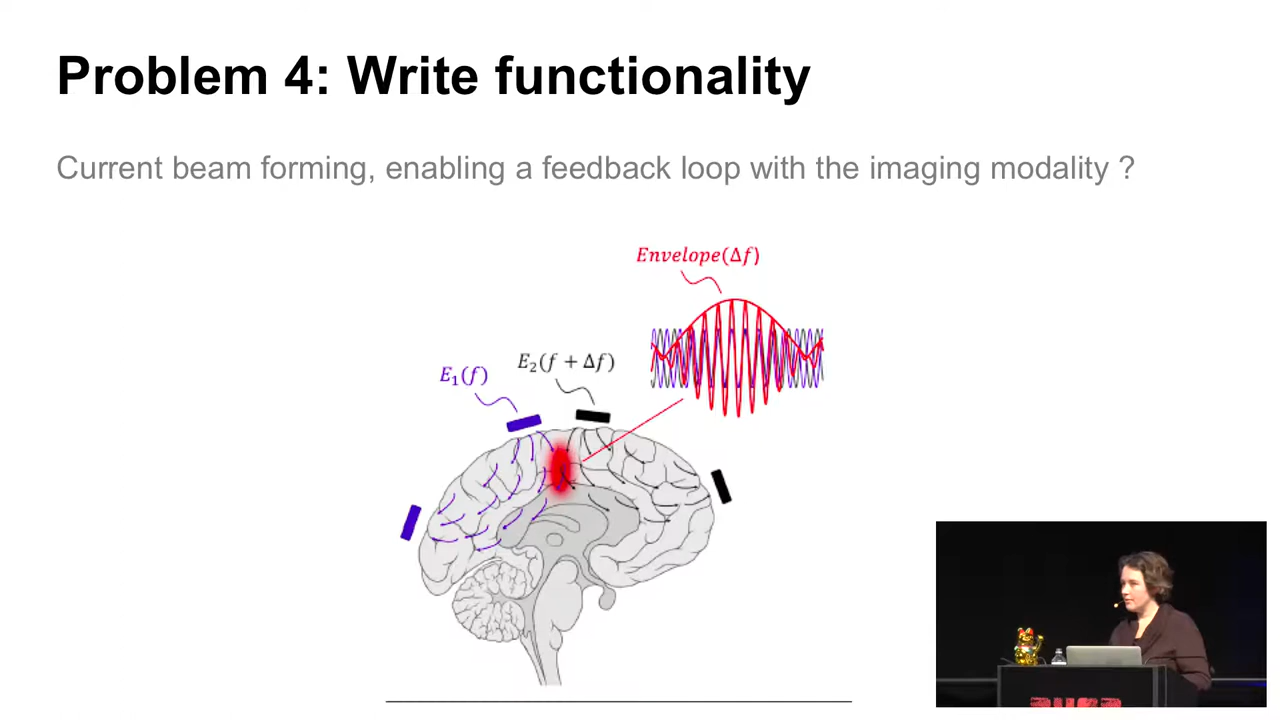 Problem 4: Write functionality
Current beam forming, enabling a feedback loop with the imaging modality ?
Envelope(Δf)
E₂(f + Δf)
E₁(f)